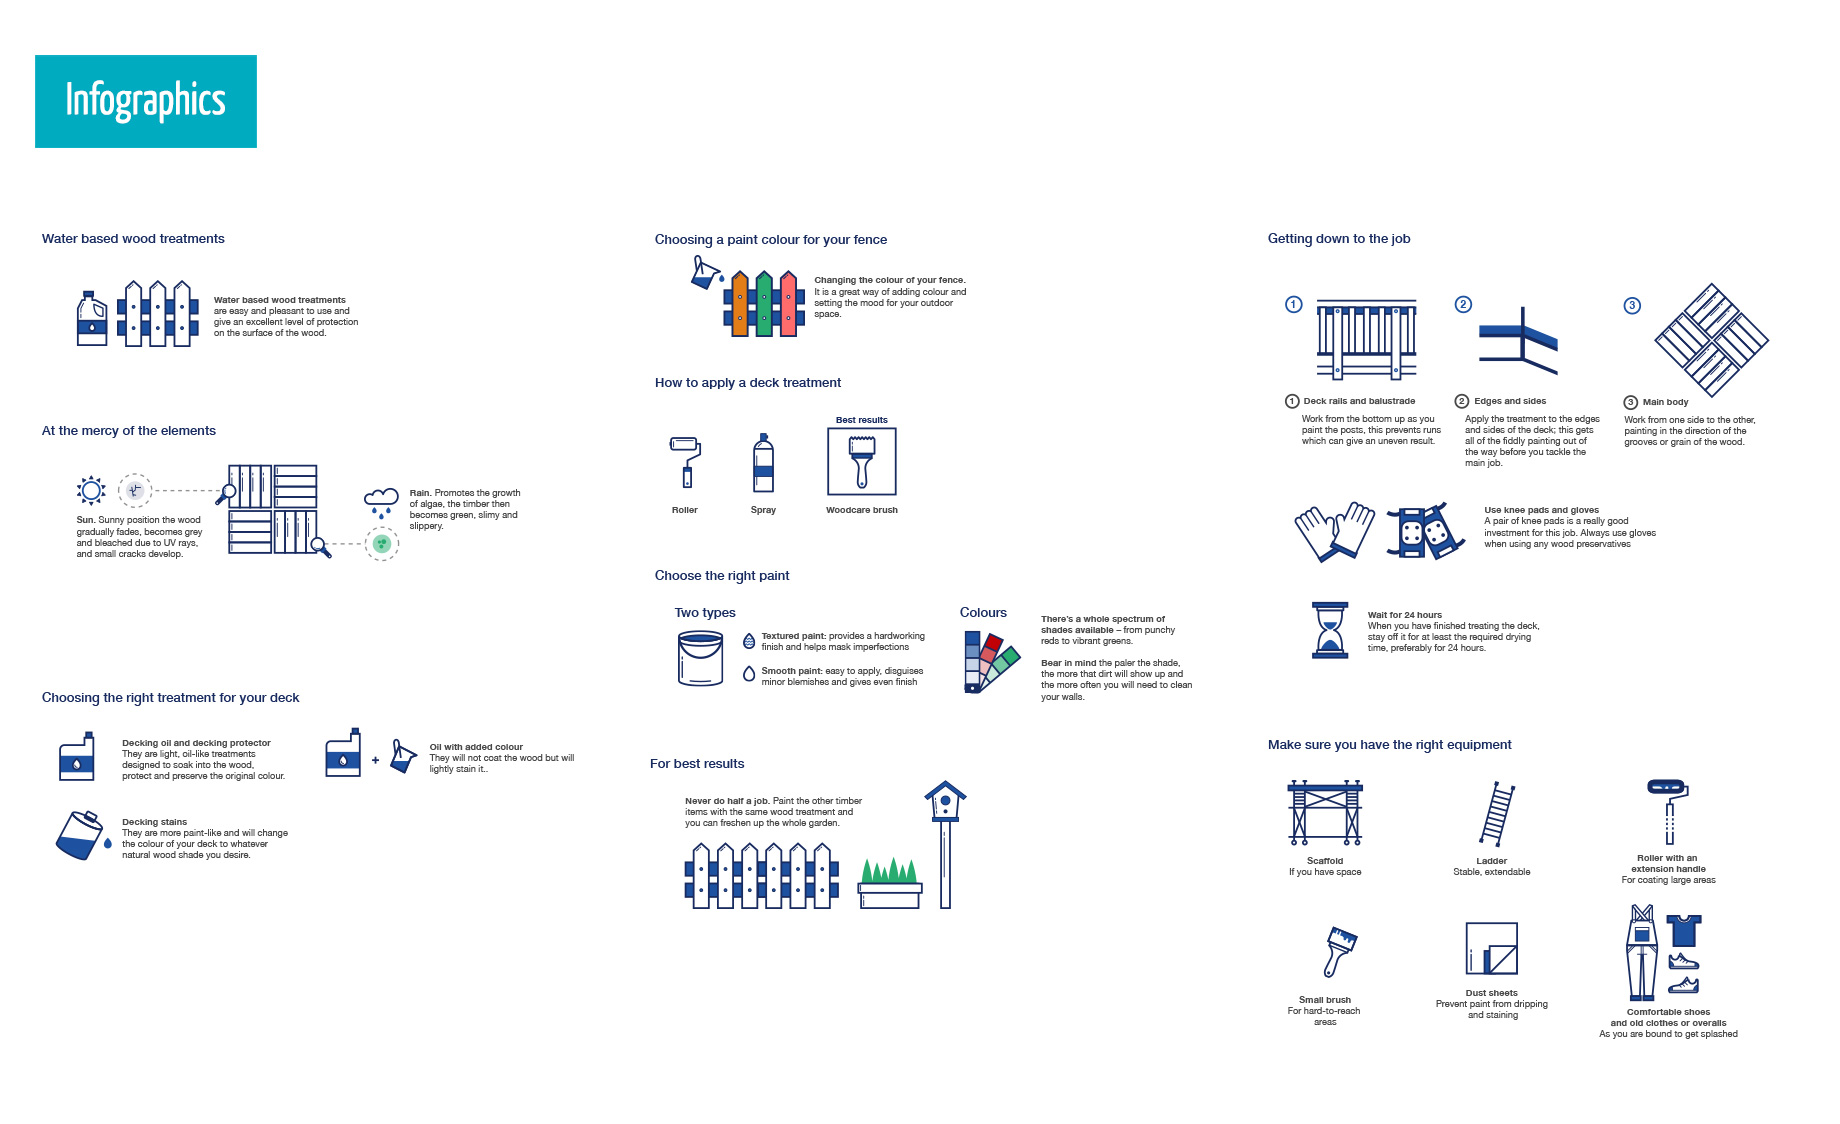 Infographics
Water based wood treatments
Water based wood treatments
are easy and pleasant to use and
give an excellent level of protection
on the surface of the wood.
At the mercy of the elements
Sun. Sunny position the wood
gradually fades, becomes grey
and bleached due to UV rays,
and small cracks develop.
Rain. Promotes the growth
of algae, the timber then
becomes green, slimy and
slippery.
Choosing the right treatment for your deck
Decking oil and decking protector
They are light, oil-like treatments
designed to soak into the wood,
protect and preserve the original colour.
+
Oil with added colour
They will not coat the wood but will
lightly stain it..
Decking stains
They are more paint-like and will change
the colour of your deck to whatever
natural wood shade you desire.
Choosing a paint colour for your fence
Changing the colour of your fence.
It is a great way of adding colour and
setting the mood for your outdoor
space.
How to apply a deck treatment
Best results
Roller
Spray
Woodcare brush
Choose the right paint
Two types
Textured paint: provides a hardworking
finish and helps mask imperfections
Smooth paint: easy to apply, disguises
minor blemishes and gives even finish
Colours
There's a whole spectrum of
shades available – from punchy
reds to vibrant greens.
Bear in mind the paler the shade,
the more that dirt will show up and
the more often you will need to clean
your walls.
For best results
Never do half a job. Paint the other timber
items with the same wood treatment and
you can freshen up the whole garden.
Getting down to the job
1
2
3
1 Deck rails and balustrade
Work from the bottom up as you
paint the posts, this prevents runs
which can give an uneven result.
2 Edges and sides
Apply the treatment to the edges
and sides of the deck; this gets
all of the fiddly painting out of
the way before you tackle the
main job.
3 Main body
Work from one side to the other,
painting in the direction of the
grooves or grain of the wood.
Use knee pads and gloves
A pair of knee pads is a really good
investment for this job. Always use gloves
when using any wood preservatives
Wait for 24 hours
When you have finished treating the deck,
stay off it for at least the required drying
time, preferably for 24 hours.
Make sure you have the right equipment
Scaffold
If you have space
Ladder
Stable, extendable
Roller with an
extension handle
For coating large areas
Small brush
For hard-to-reach
areas
Dust sheets
Prevent paint from dripping
and staining
Comfortable shoes
and old clothes or overalls
As you are bound to get splashed